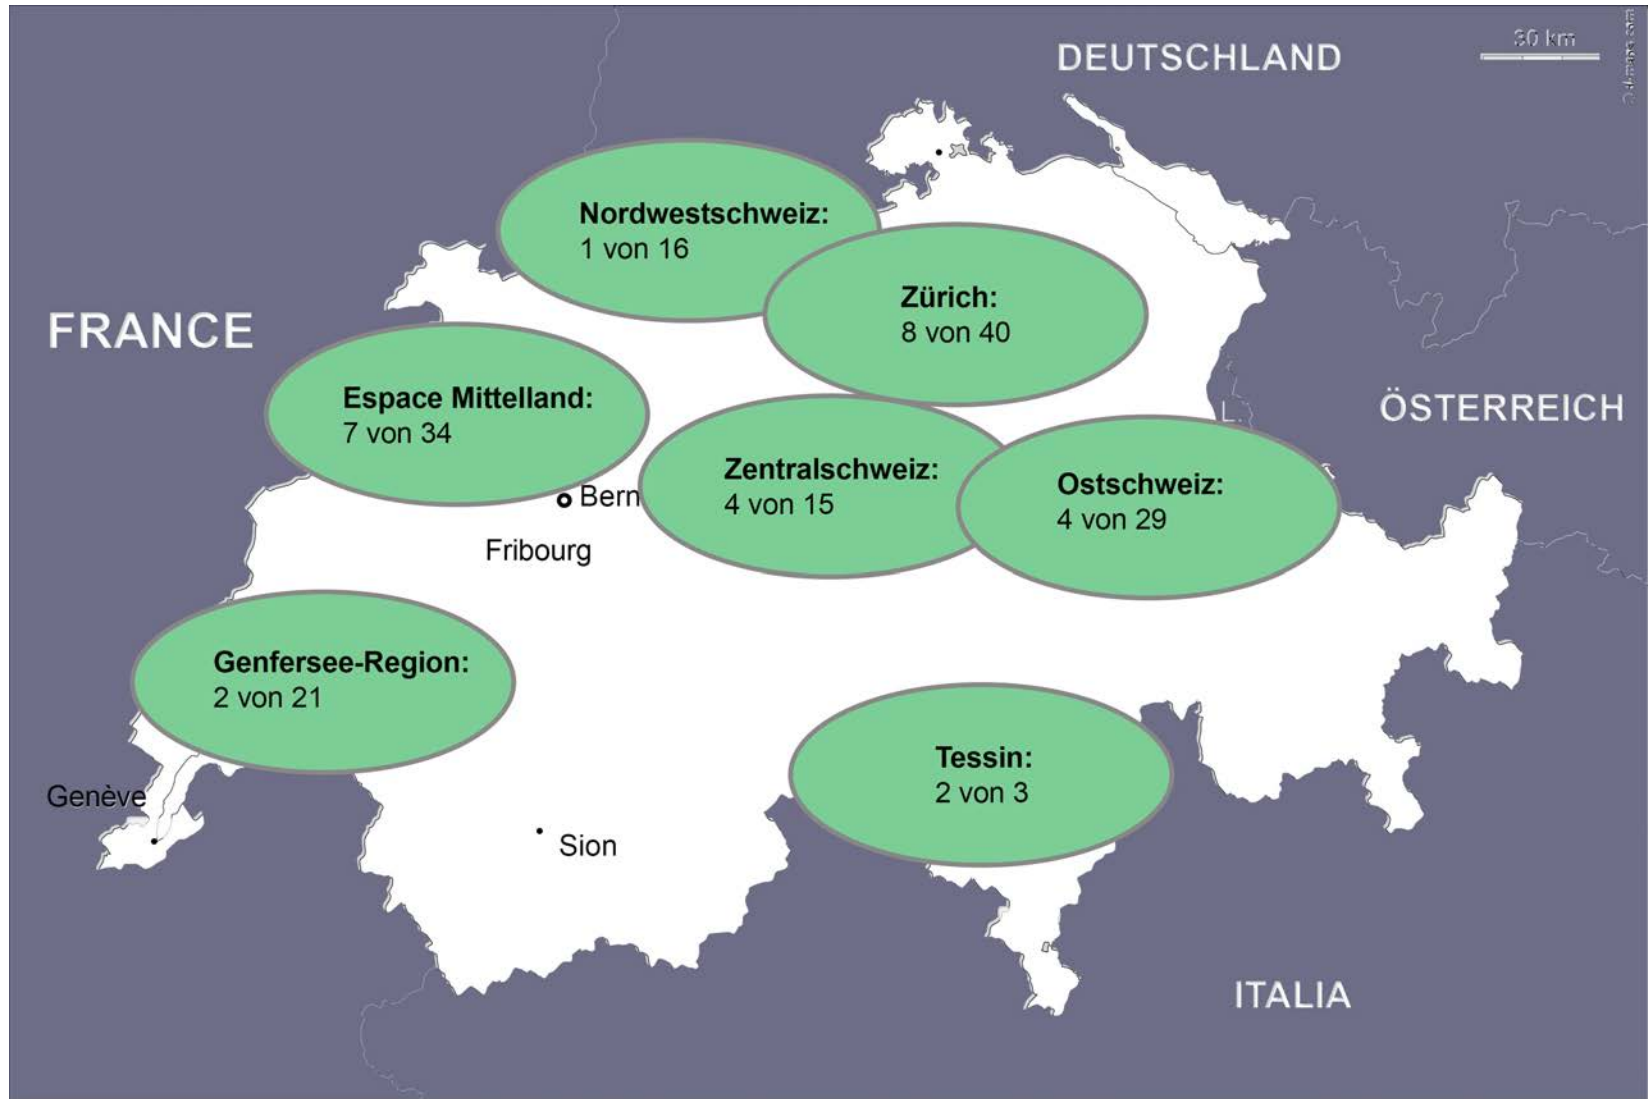 DEUTSCHLAND
30 km
Nordwestschweiz:
1 von 16
Zürich:
8 von 40
FRANCE
Espace Mittelland:
7 von 34
ÖSTERREICH
L.
Zentralschweiz:
4 von 15
Ostschweiz:
4 von 29
Bern
Fribourg
Genfersee-Region:
2 von 21
Tessin:
2 von 3
Genève
Sion
ITALIA